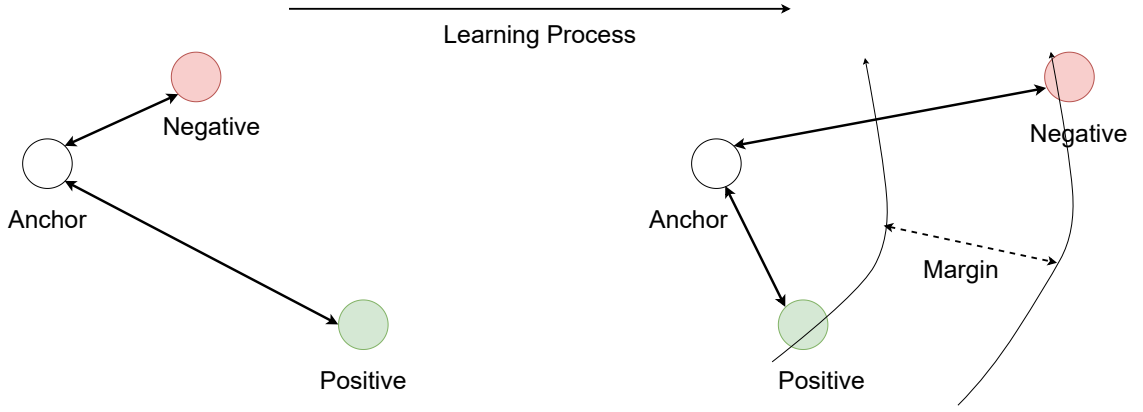 Learning Process
Negative
Anchor
Positive
Negative
Anchor
Margin
Positive